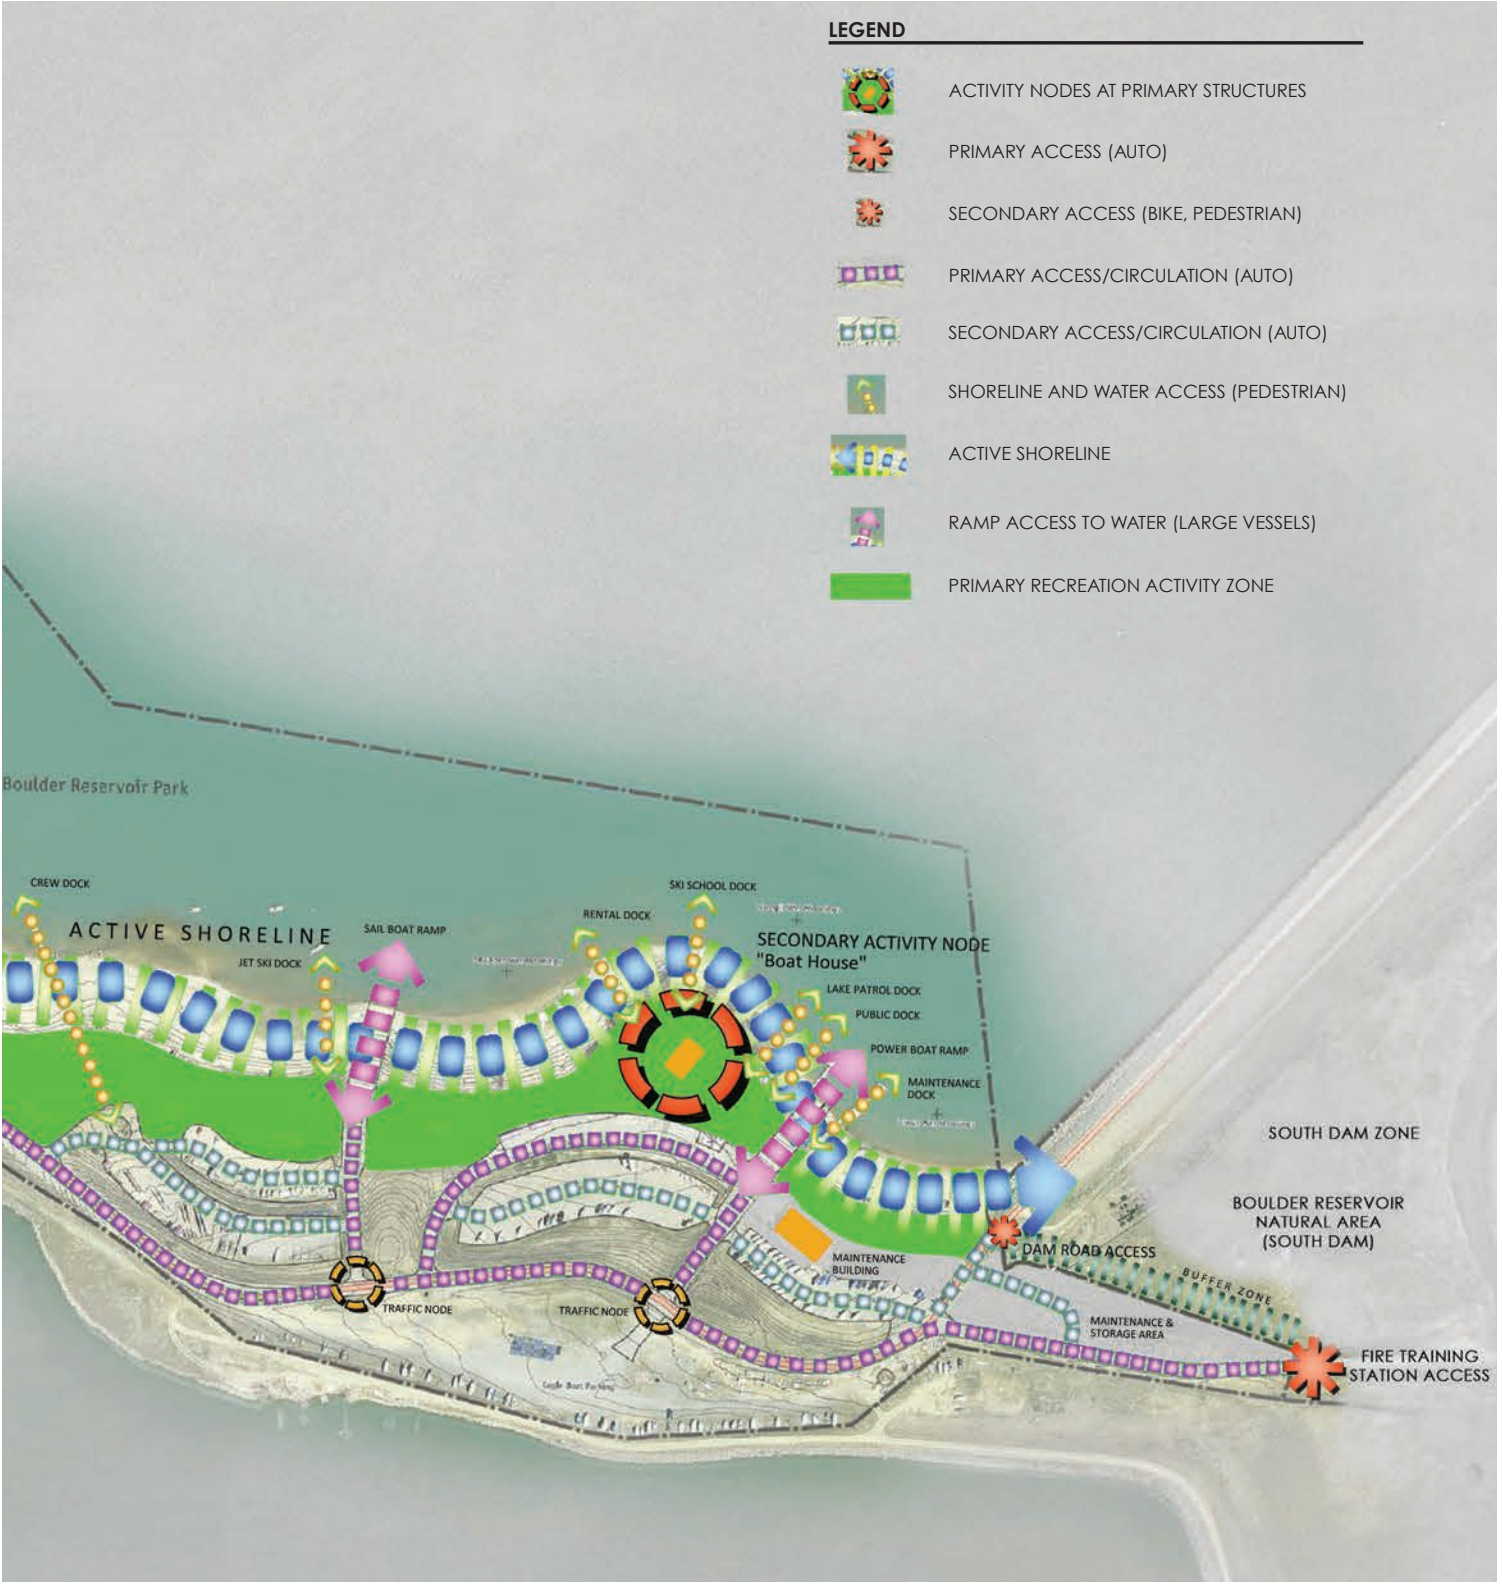 LEGEND
ACTIVITY NODES AT PRIMARY STRUCTURES
PRIMARY ACCESS (AUTO)
SECONDARY ACCESS (BIKE, PEDESTRIAN)
PRIMARY ACCESS/CIRCULATION (AUTO)
SECONDARY ACCESS/CIRCULATION (AUTO)
SHORELINE AND WATER ACCESS (PEDESTRIAN)
ACTIVE SHORELINE
RAMP ACCESS TO WATER (LARGE VESSELS)
PRIMARY RECREATION ACTIVITY ZONE
Boulder Reservoir Park
CREW DOCK
SKI SCHOOL DOCK
RENTAL DOCK
ACTIVE SHORELINE
SAIL BOAT RAMP
JET SKI DOCK
SECONDARY ACTIVITY NODE
"Boat House"
LAKE PATROL DOCK
PUBLIC DOCK
POWER BOAT RAMP
MAINTENANCE
DOCK
SOUTH DAM ZONE
BOULDER RESERVOIR
NATURAL AREA
(SOUTH DAM)
DAM ROAD ACCESS
MAINTENANCE
BUILDING
BUFFER ZONE
TRAFFIC NODE
TRAFFIC NODE
MAINTENANCE &
STORAGE AREA
FIRE TRAINING
STATION ACCESS